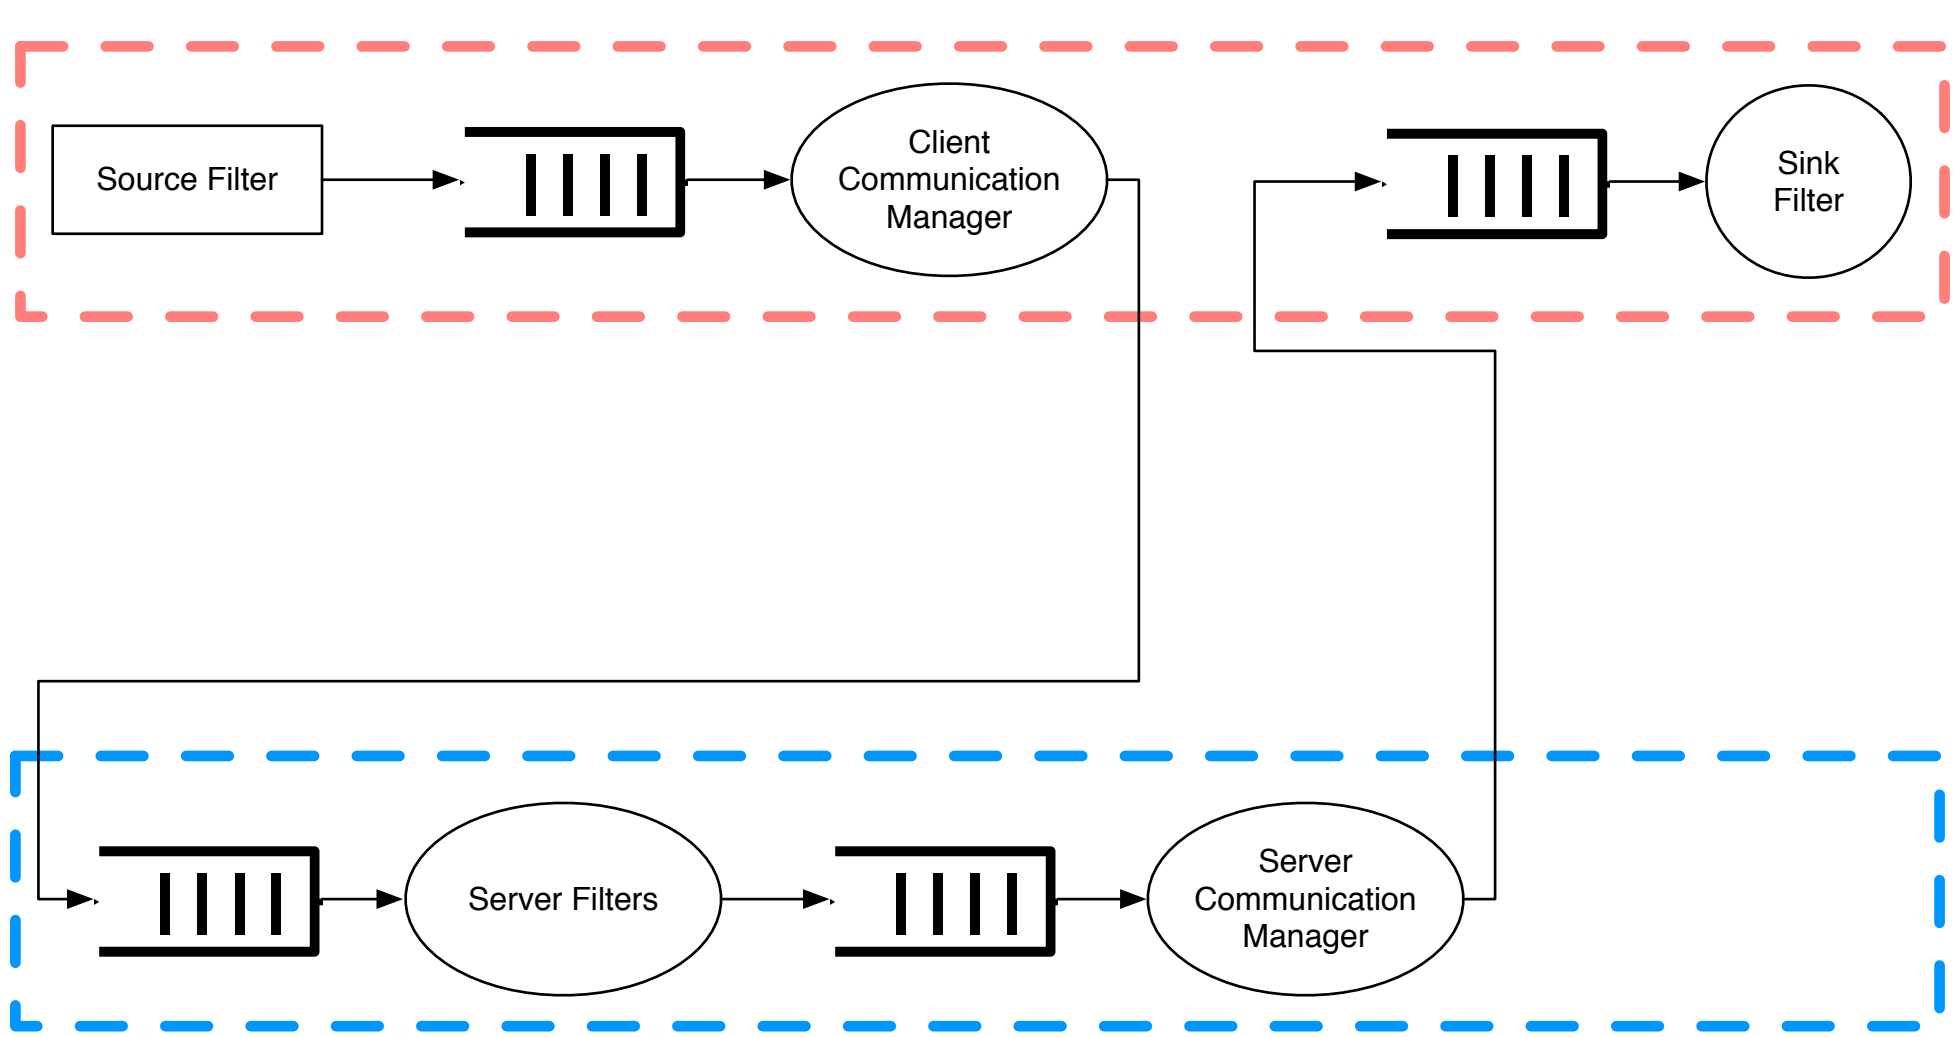 Source Filter
Client
Communication
Manager
Sink
Filter
Server Filters
Server
Communication
Manager